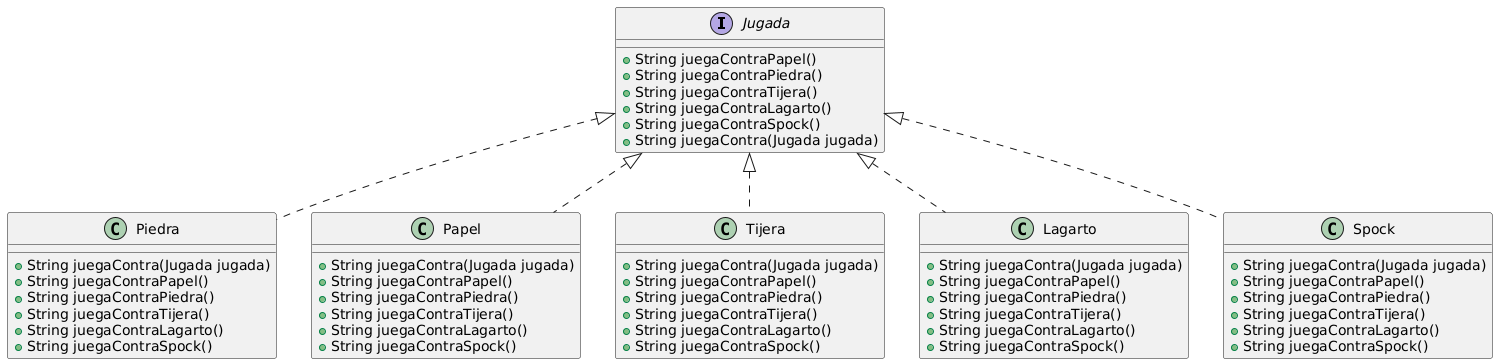 I Jugada
String juegaContraPapel()
String juegaContraPiedra()
String juegaContraTijera()
String juegaContraLagarto()
String juegaContraSpock()
String juegaContra(Jugada jugada)
C Piedra
String juegaContra(Jugada jugada)
String juegaContraPapel()
String juegaContraPiedra()
String juegaContraTijera()
String juegaContraLagarto()
String juegaContraSpock()
C Papel
String juegaContra(Jugada jugada)
String juegaContraPapel()
String juegaContraPiedra()
String juegaContraTijera()
String juegaContraLagarto()
String juegaContraSpock()
C Tijera
String juegaContra(Jugada jugada)
String juegaContraPapel()
String juegaContraPiedra()
String juegaContraTijera()
String juegaContraLagarto()
String juegaContraSpock()
C Lagarto
String juegaContra(Jugada jugada)
String juegaContraPapel()
String juegaContraPiedra()
String juegaContraTijera()
String juegaContraLagarto()
String juegaContraSpock()
C Spock
String juegaContra(Jugada jugada)
String juegaContraPapel()
String juegaContraPiedra()
String juegaContraTijera()
String juegaContraLagarto()
String juegaContraSpock()